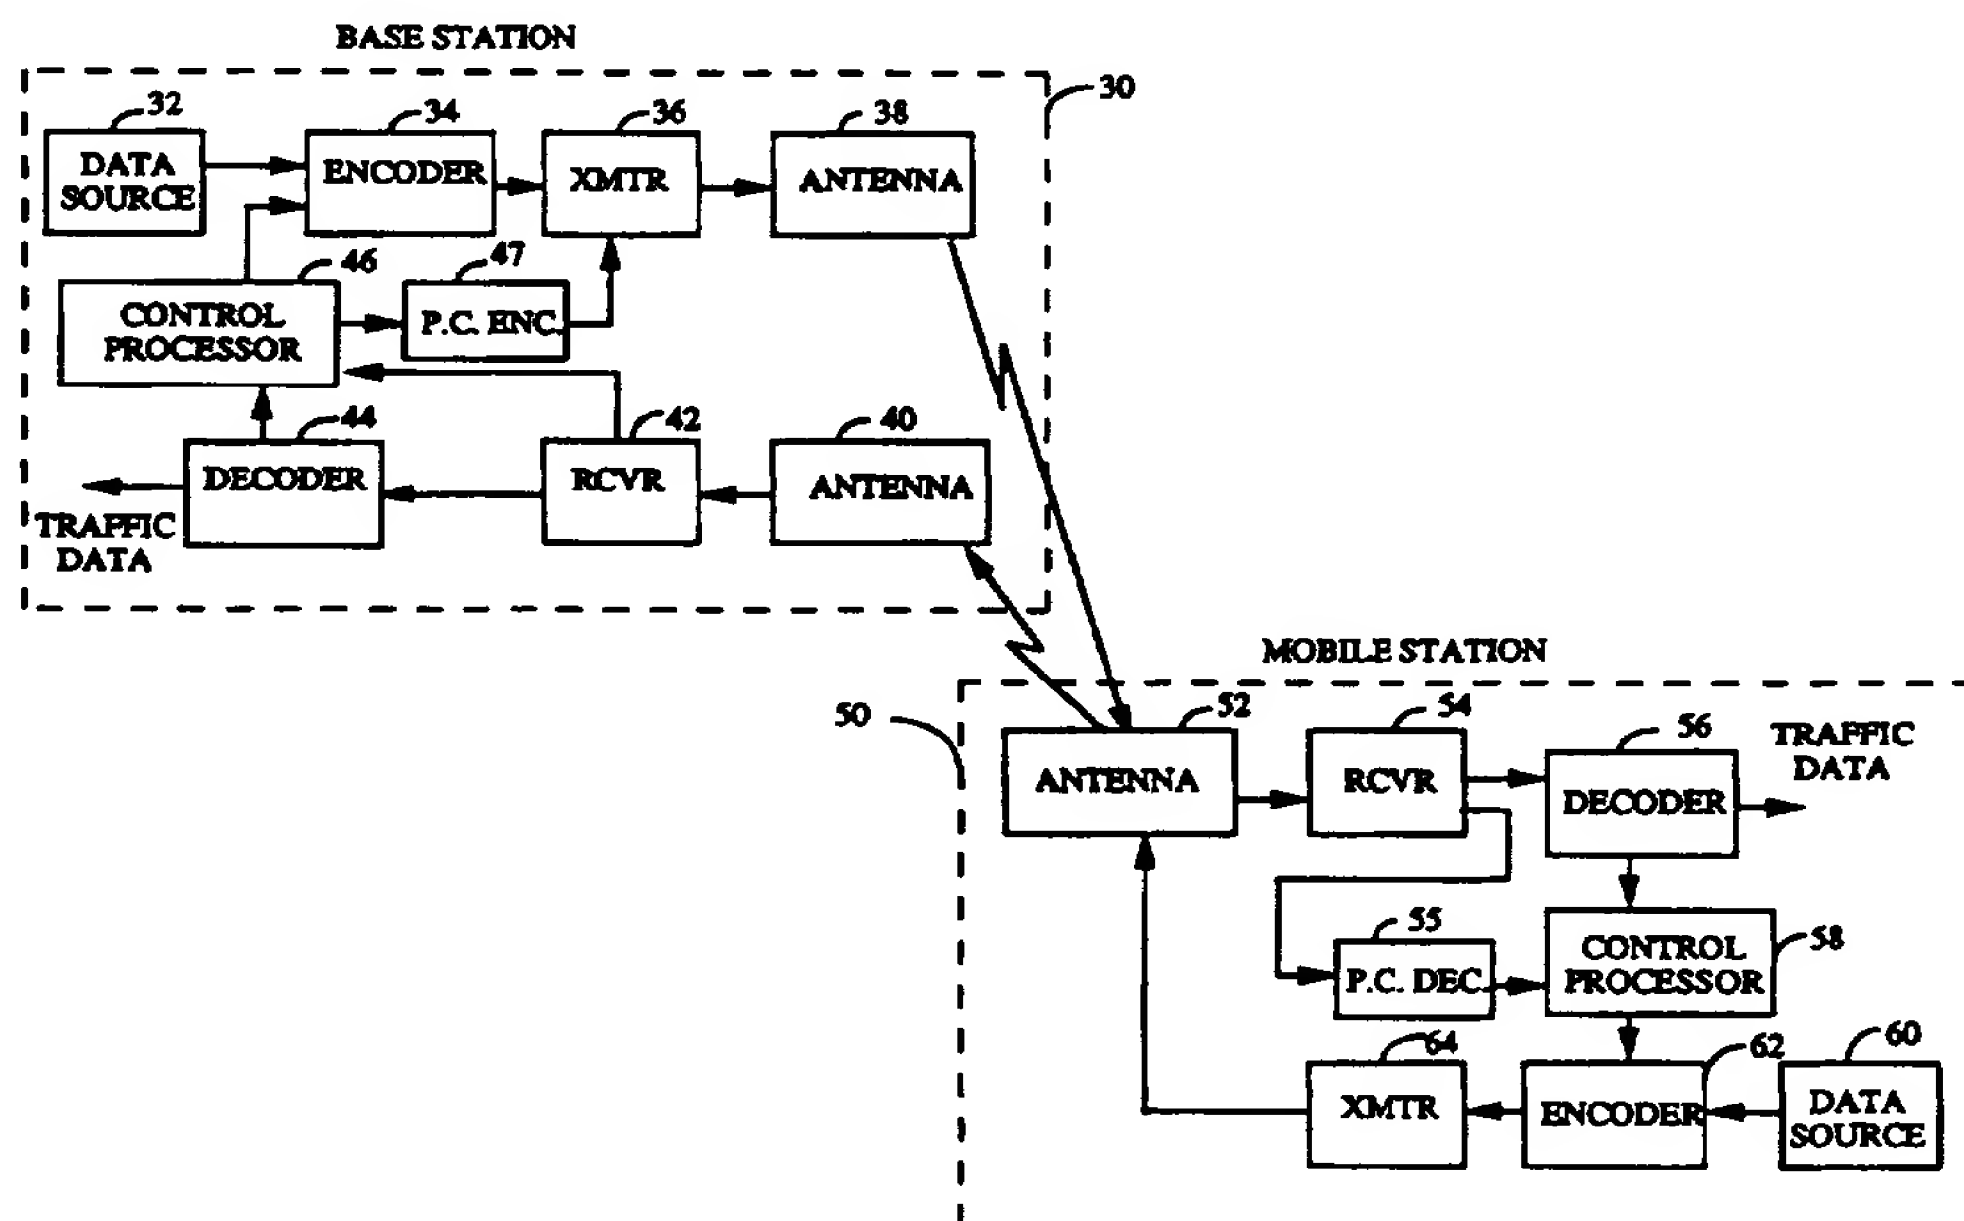 BASE STATION
30
32
34
36
38
DATA
SOURCE
ENCODER
XMTR
ANTENNA
46
47
CONTROL
PROCESSOR
P.C. ENC.
44
42
40
DECODER
RCVR
ANTENNA
TRAFFIC
DATA
MOBILE STATION
50
52
54
56
TRAFFIC
DATA
ANTENNA
RCVR
DECODER
55
58
P.C. DEC.
CONTROL
PROCESSOR
64
62
60
XMTR
ENCODER
DATA
SOURCE